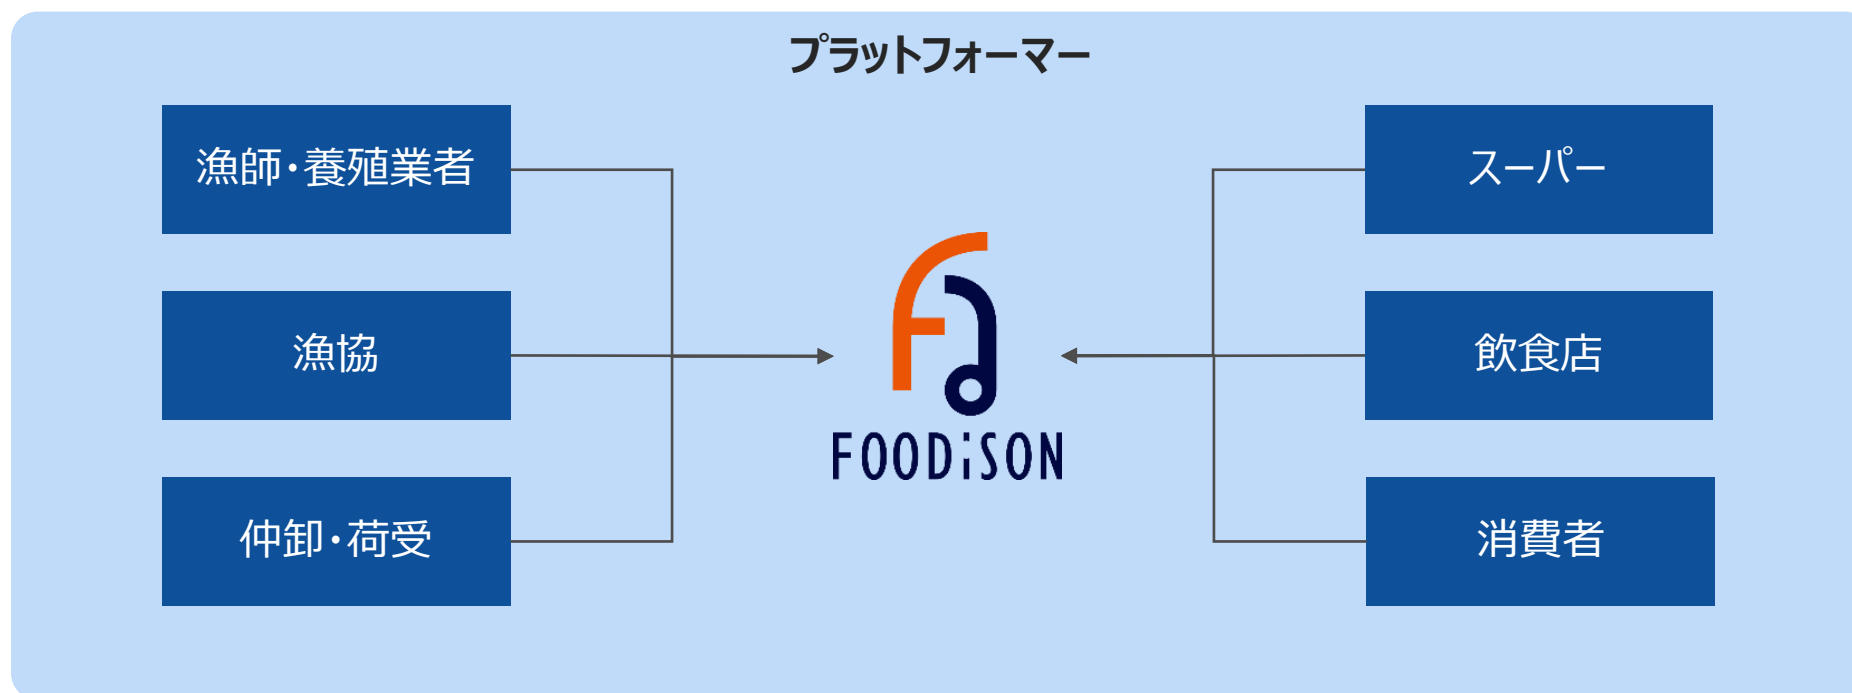 プラットフォーマー
漁師・養殖業者
漁協
仲卸・荷受
FOODiSON
スーパー
飲食店
消費者